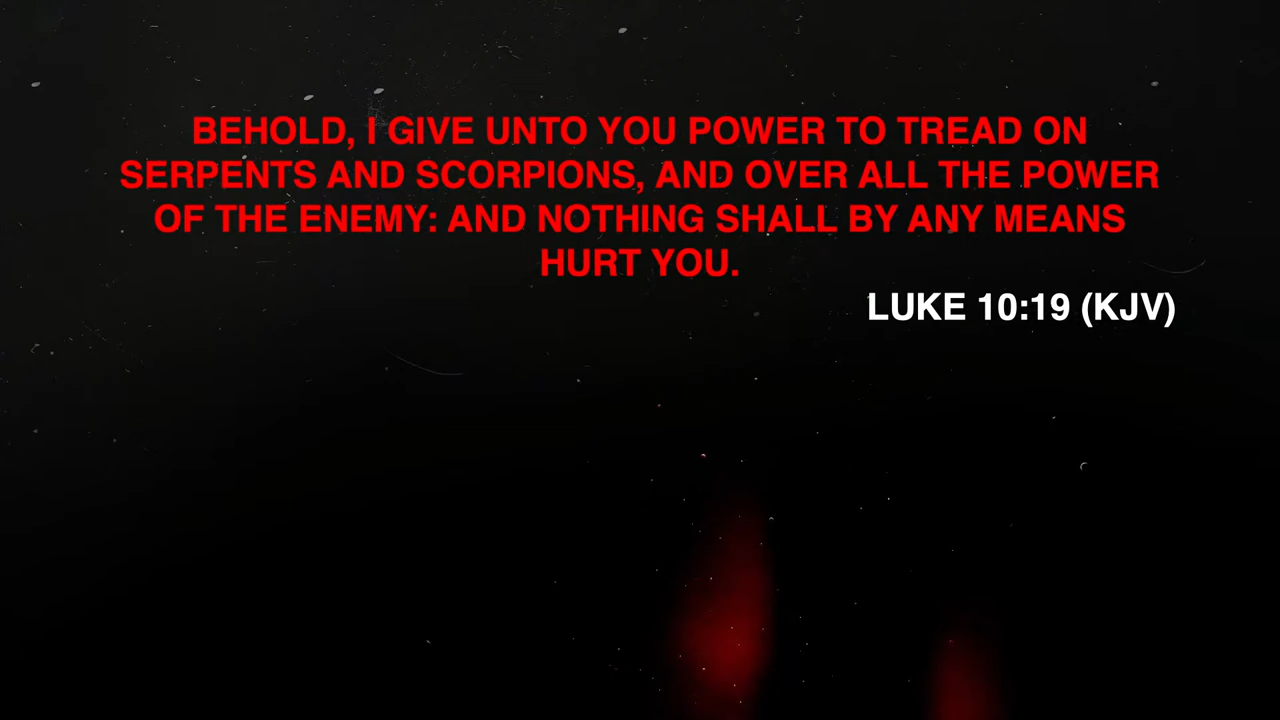 BEHOLD, I GIVE UNTO YOU POWER TO TREAD ON
SERPENTS AND SCORPIONS, AND OVER ALL THE POWER
OF THE ENEMY: AND NOTHING SHALL BY ANY MEANS
HURT YOU.
LUKE 10:19 (KJV)